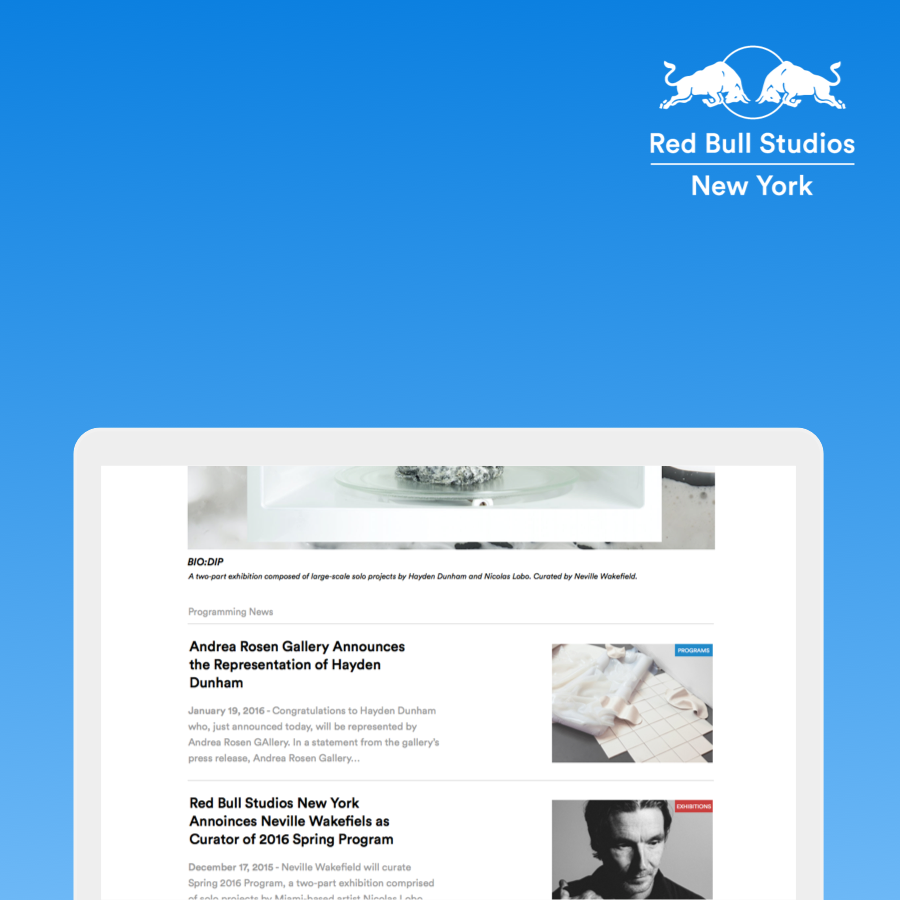 Red Bull Studios
New York
BIO:DIP
A two-part exhibition composed of large-scale solo projects by Hayden Dunham and Nicolas Lobo. Curated by Neville Wakefield.
Programming News
Andrea Rosen Gallery Announces
the Representation of Hayden
Dunham
PROGRAMS
January 19, 2016 - Congratulations to Hayden Dunham
who, just announced today, will be represented by
Andrea Rosen GAllery. In a statement from the gallery's
press release, Andrea Rosen Gallery...
Red Bull Studios New York
Annoinces Neville Wakefiels as
Curator of 2016 Spring Program
EXHIBITIONS
December 17, 2015 - Neville Wakefield will curate
Spring 2016 Program, a two-part exhibition comprised
of solo projects by Miami-based artist Nicolas Lobo